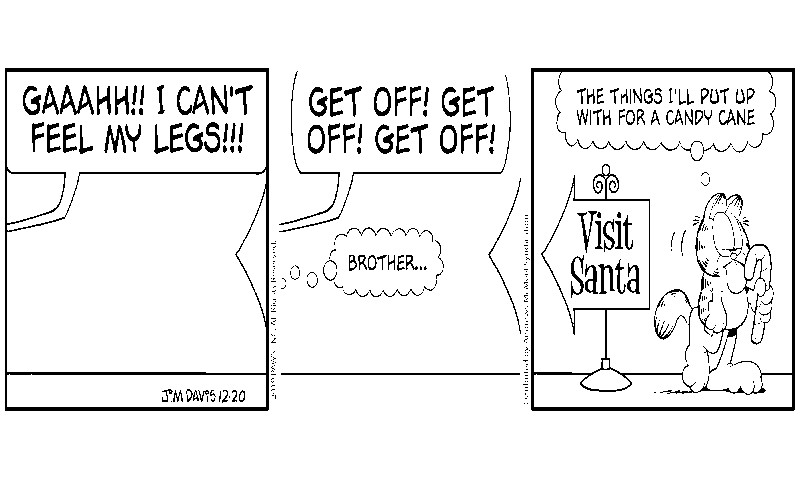 GAAAHH!! I CAN'T
FEEL MY LEGS!!!
JIM DAVIS 12·20
GET OFF! GET
OFF! GET OFF!
BROTHER...
THE THINGS I'LL PUT UP
WITH FOR A CANDY CANE
Visit
Santa